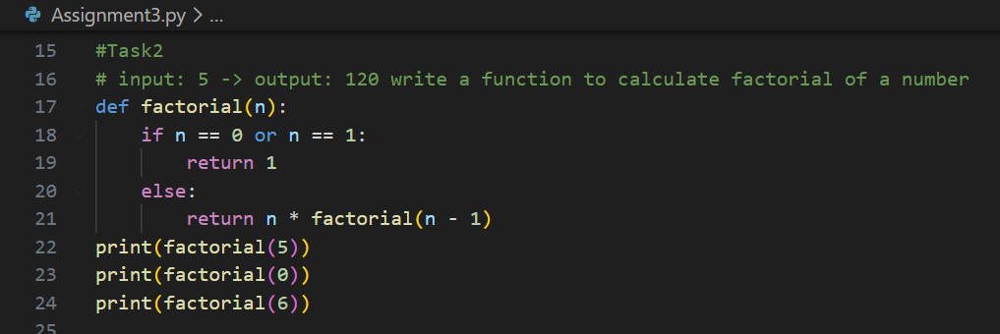 Assignment3.py > ...
15 #Task2
16 # input: 5 -> output: 120 write a function to calculate factorial of a number
17 def factorial(n):
18     if n == 0 or n == 1:
19         return 1
20     else:
21         return n * factorial(n - 1)
22 print(factorial(5))
23 print(factorial(0))
24 print(factorial(6))
25